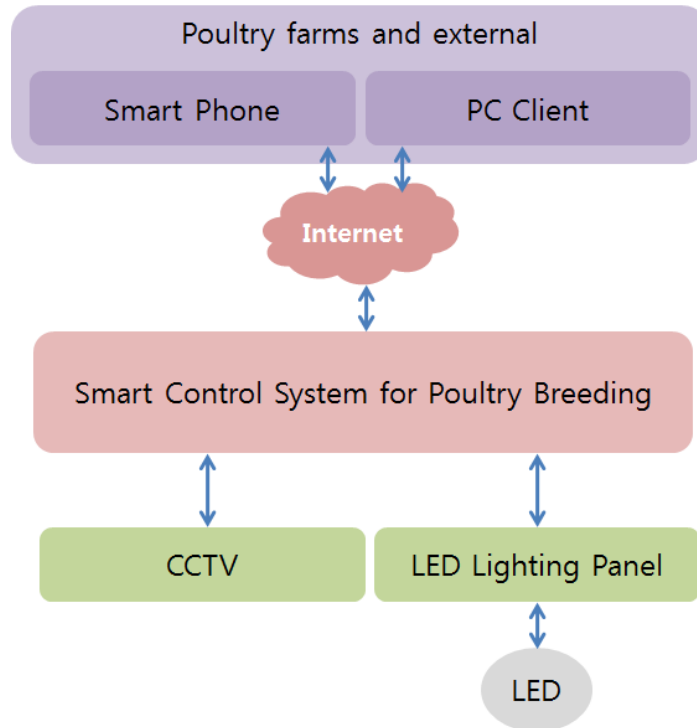 Poultry farms and external
Smart Phone
PC Client
Internet
Smart Control System for Poultry Breeding
CCTV
LED Lighting Panel
LED